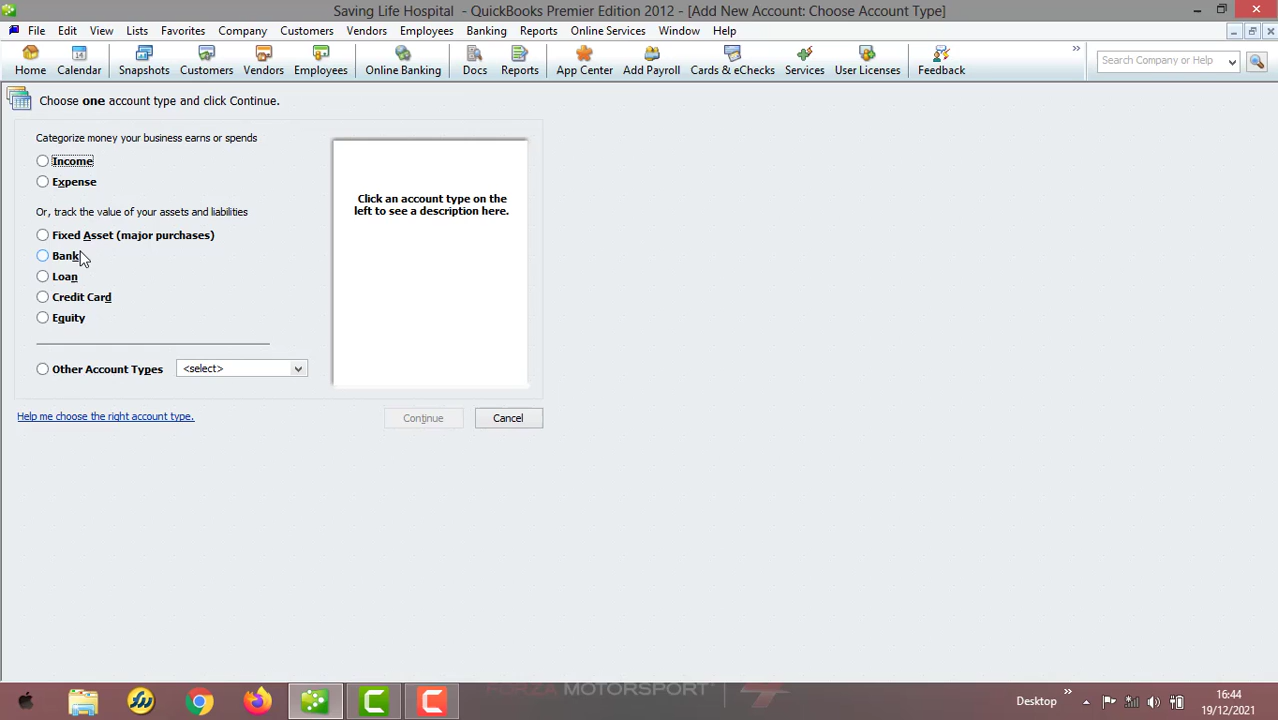 Saving Life Hospital - QuickBooks Premier Edition 2012 - [Add New Account: Choose Account Type]
File Edit View Lists Favorites Company Customers Vendors Employees Banking Reports Online Services Window Help
Home Calendar Snapshots Customers Vendors Employees Online Banking Docs Reports App Center Add Payroll Cards & eChecks Services User Licenses Feedback
Search Company or Help
Choose one account type and click Continue.
Categorize money your business earns or spends
Income
Expense
Or, track the value of your assets and liabilities
Fixed Asset (major purchases)
Bank
Loan
Credit Card
Equity
Other Account Types <select>
Click an account type on the
left to see a description here.
Help me choose the right account type.
Continue Cancel
FORZA MOTORSPORT
Desktop
16:44
19/12/2021